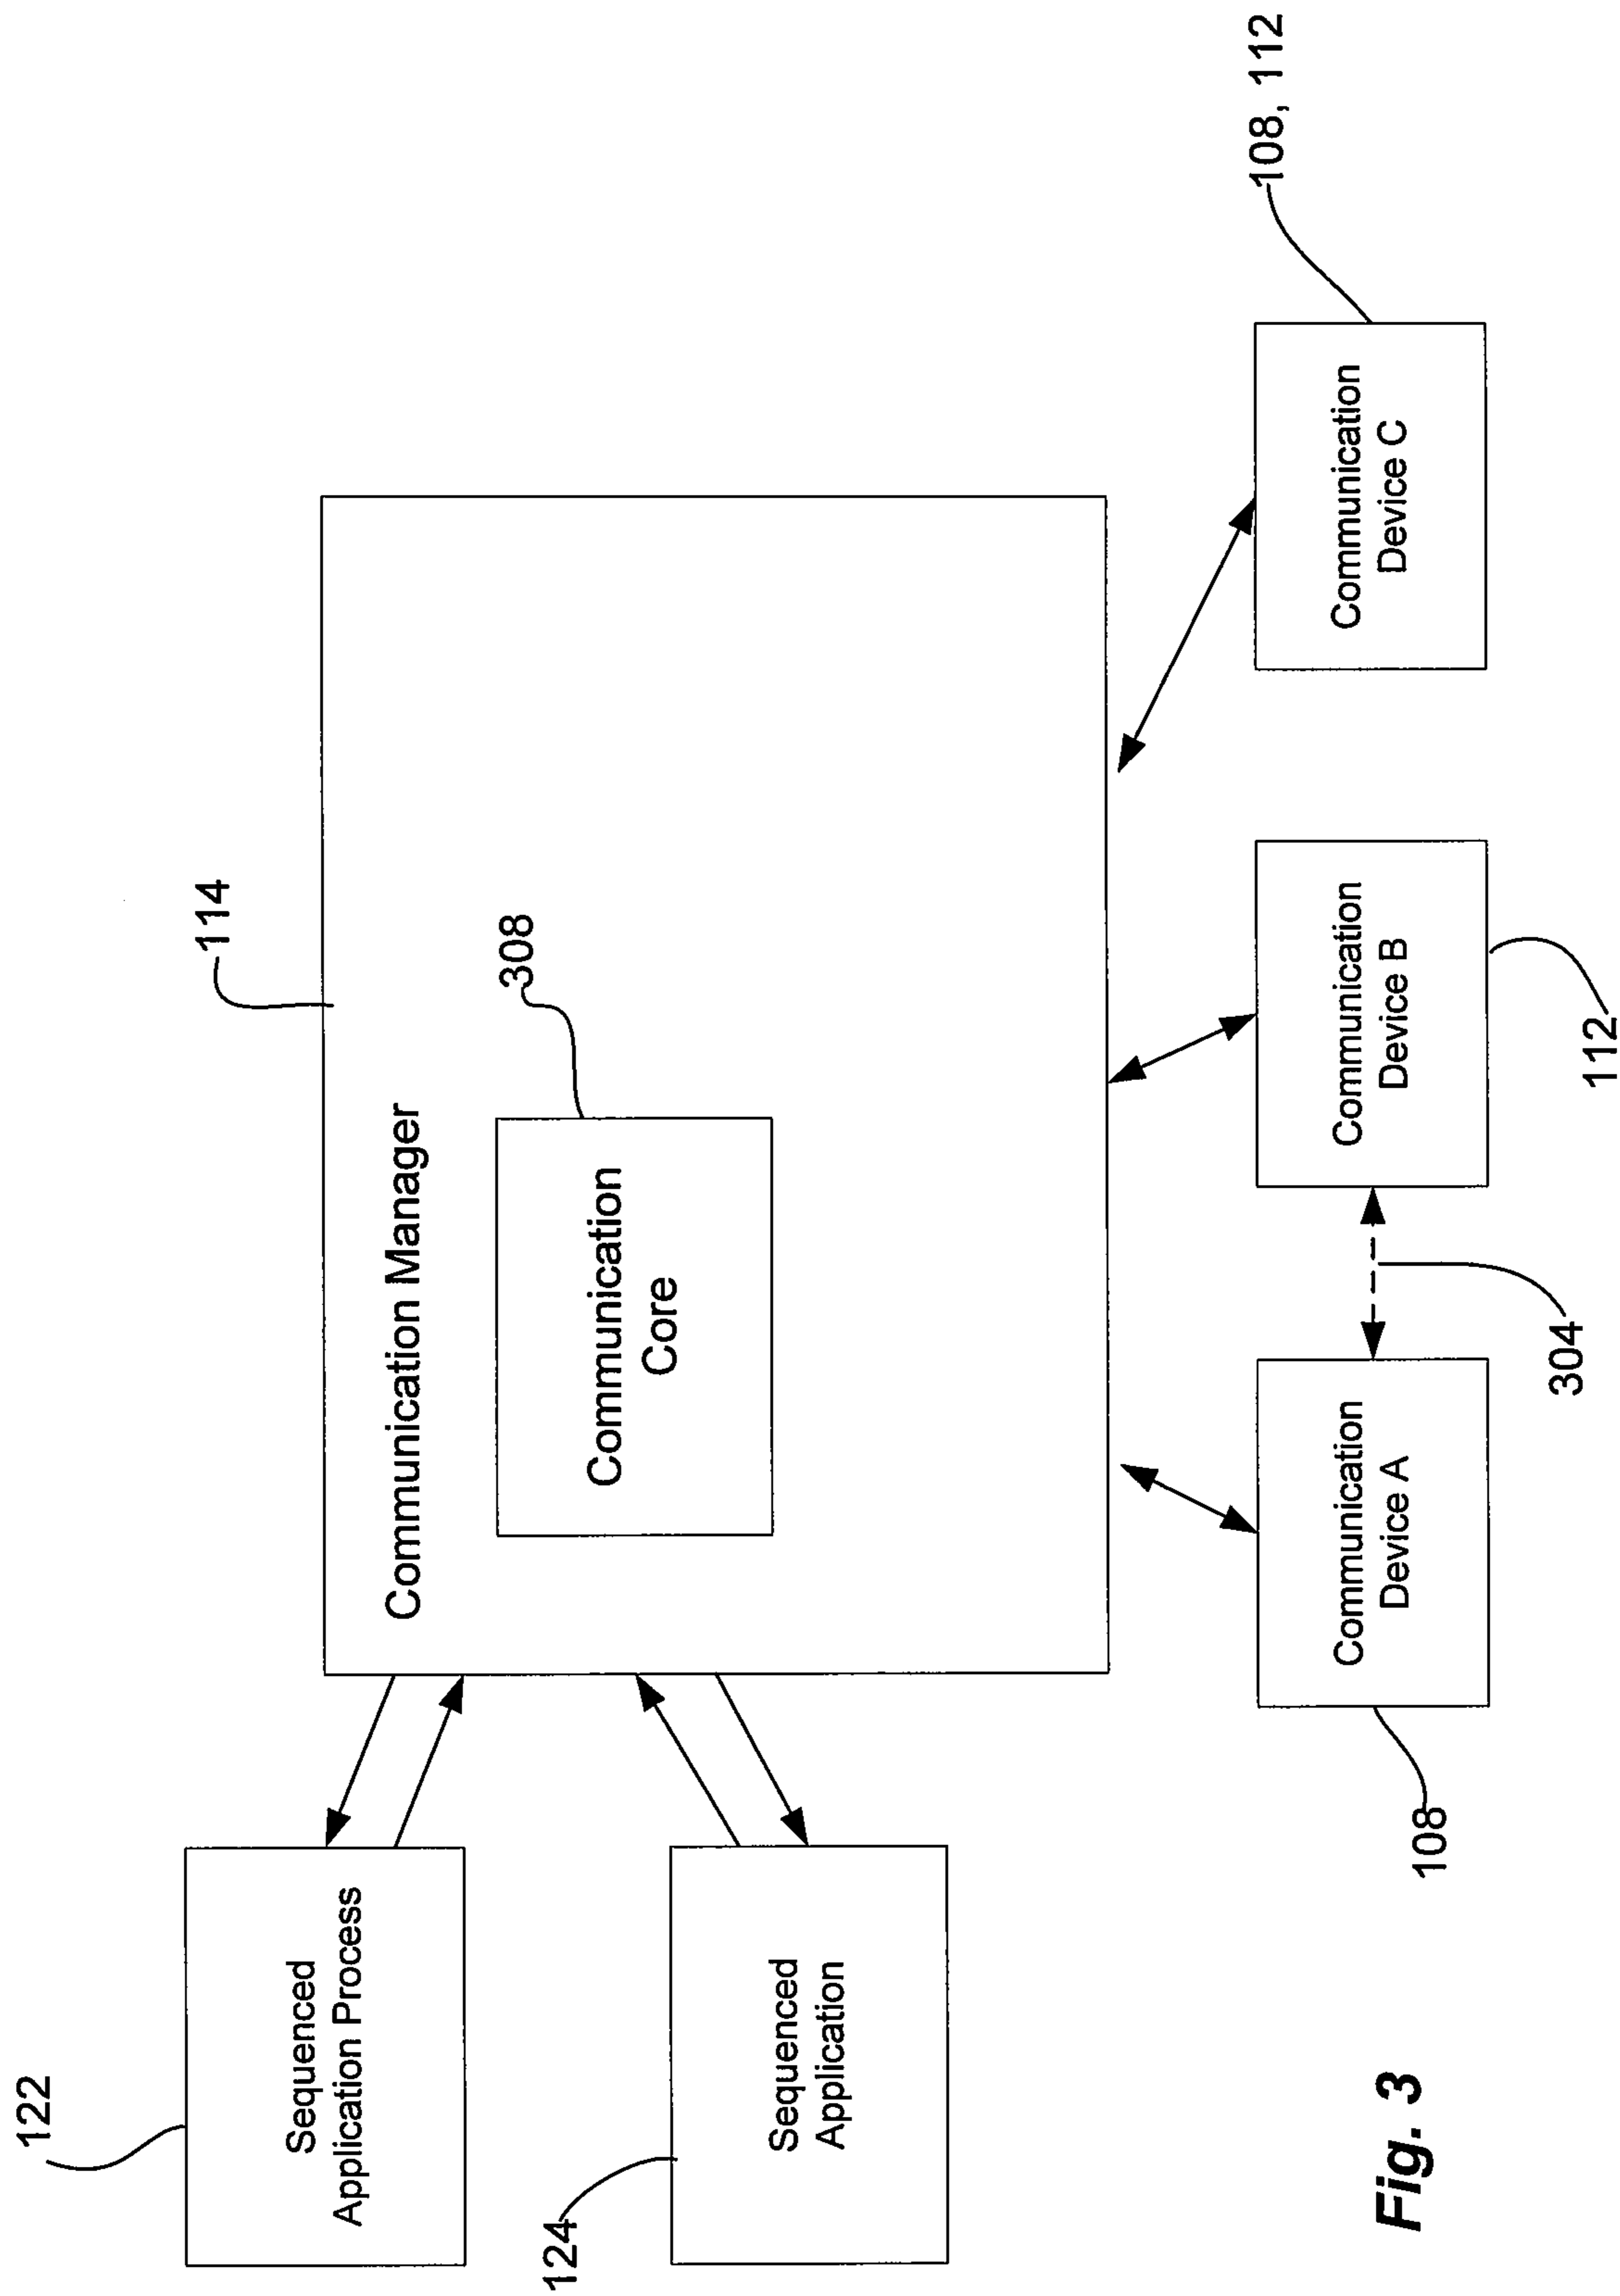 122
Sequenced
Application Process
124
Sequenced
Application
114
Communication Manager
308
Communication
Core
Communication
Device A
108
304
Communication
Device B
112
Communication
Device C
108, 112
Fig. 3